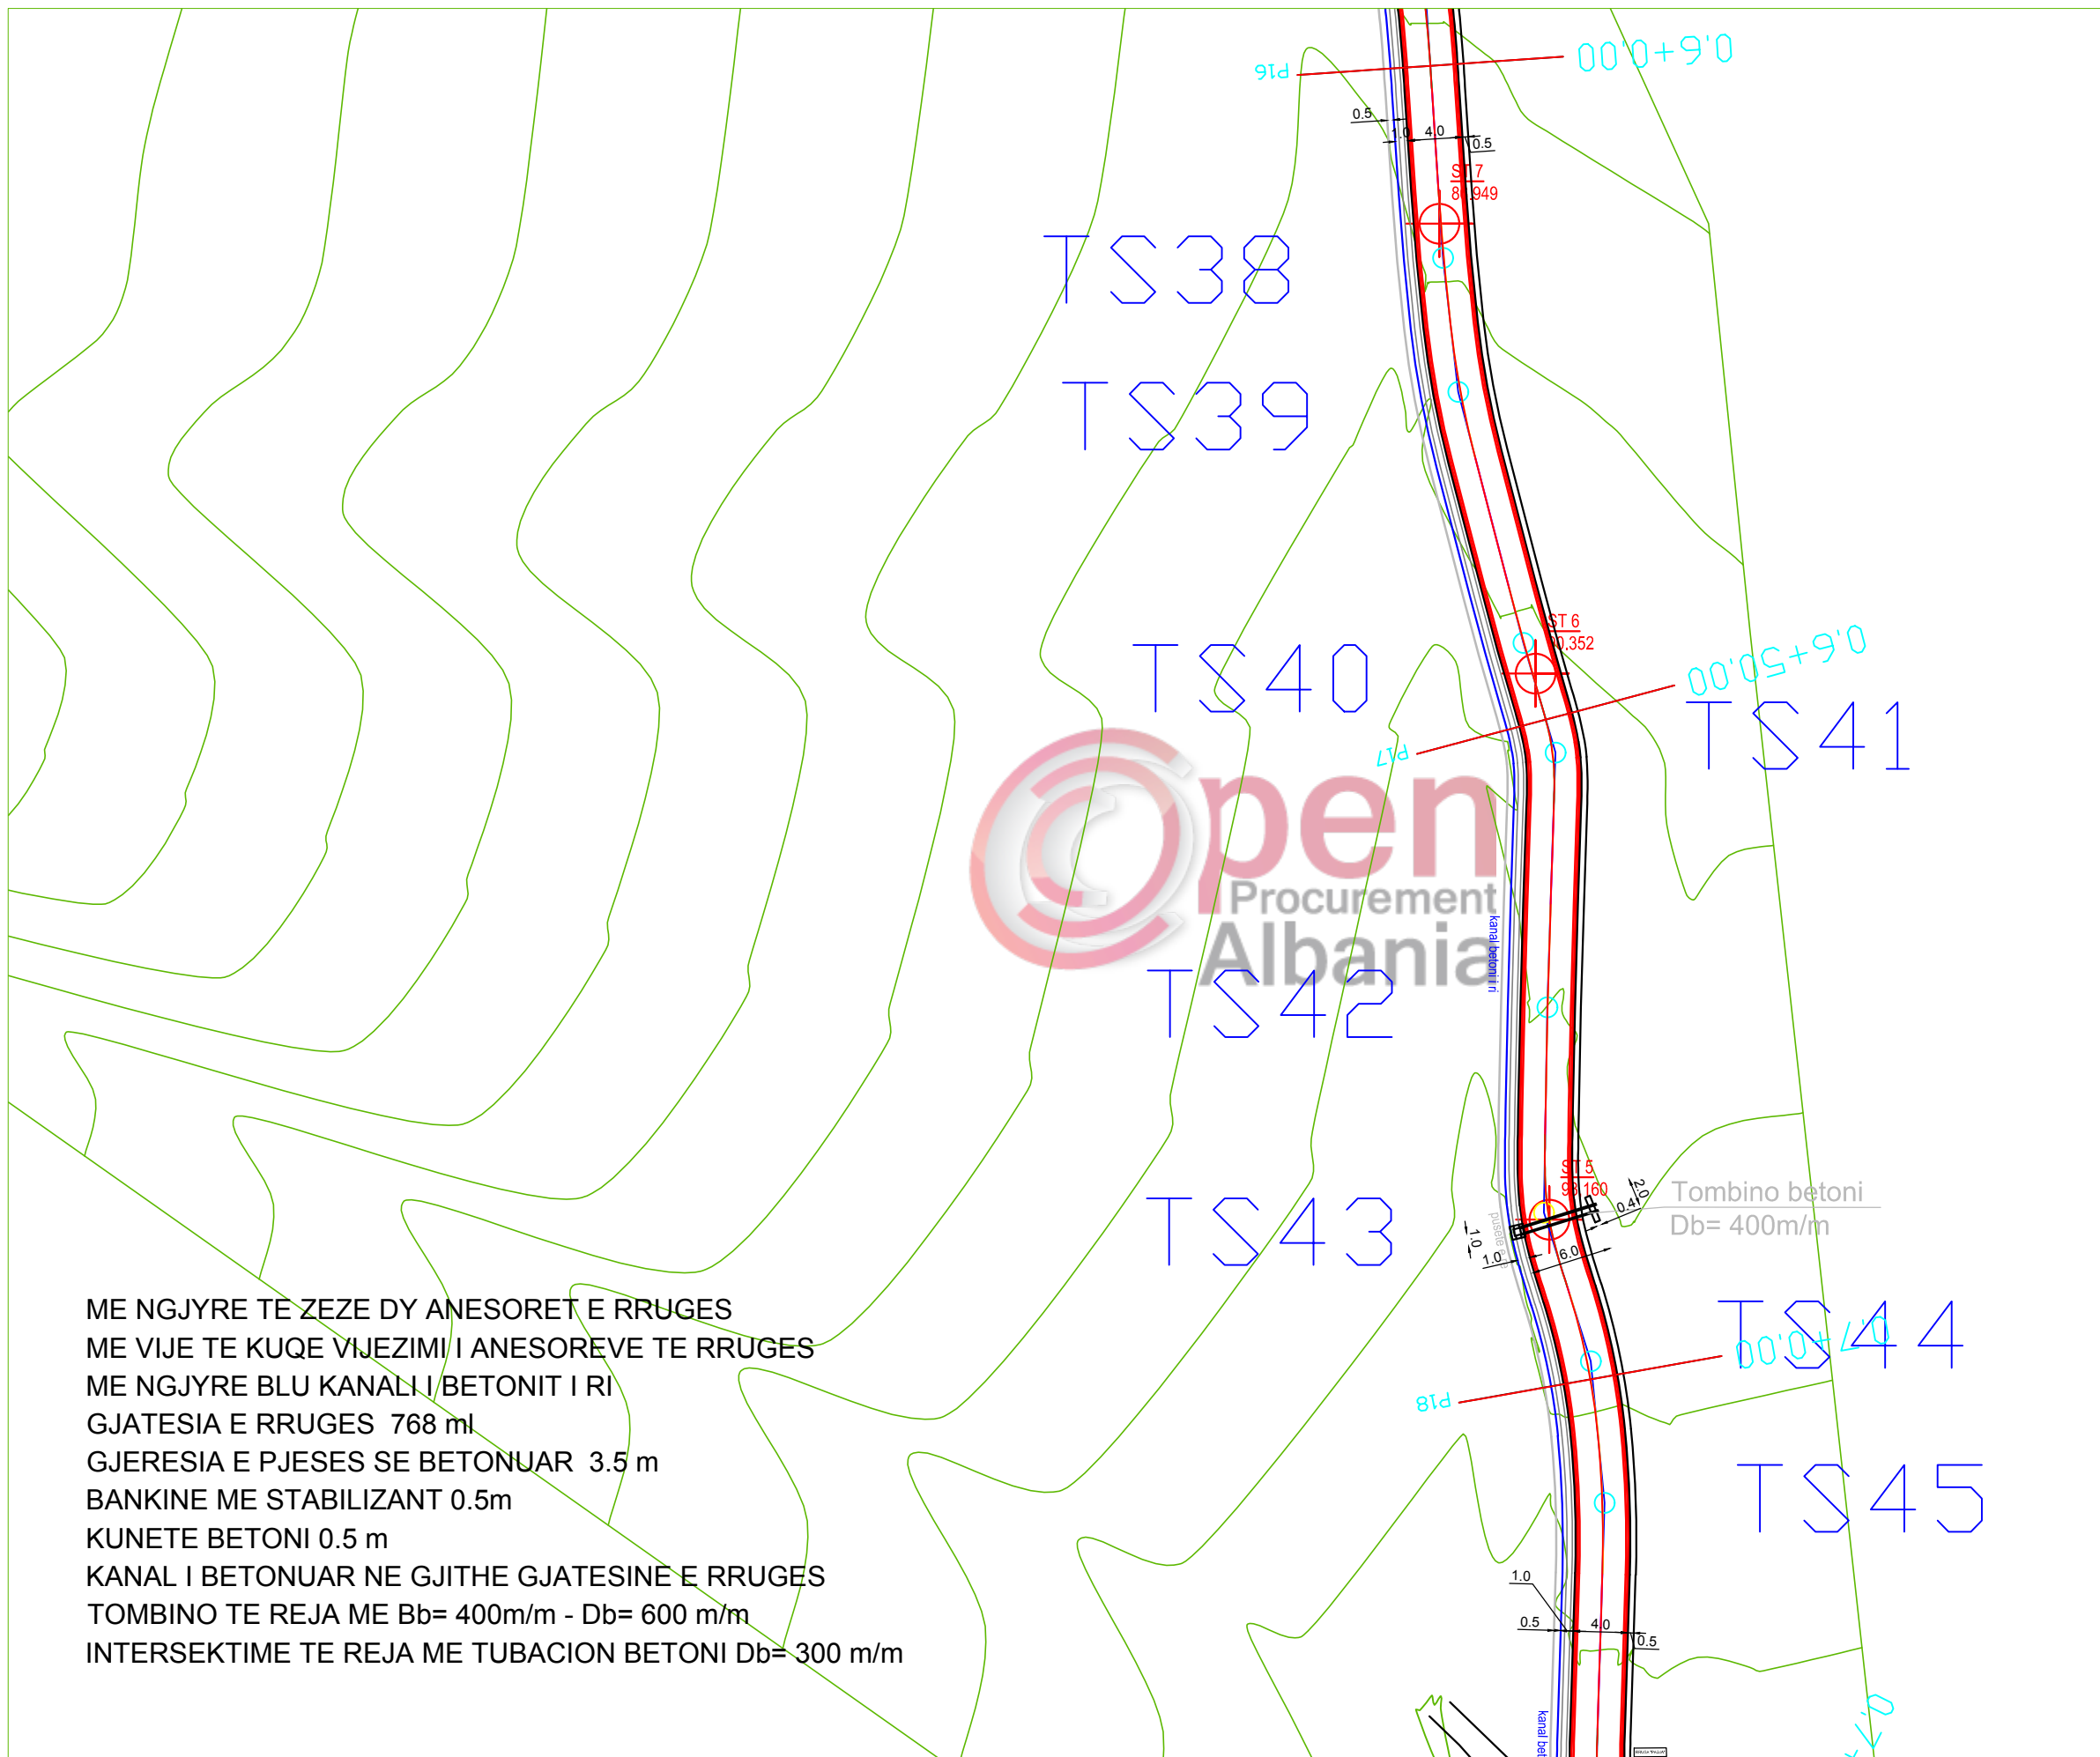 P16
0.6+0.00
0.5
1.0
4.0
0.5
ST 7
TS38
TS39
ST 6
TS40
0.6+50.00
TS41
P17
Open
Procurement
Albania
kanal betoni i ri
TS42
ST 5
TS43
2.0
0.4
Tombino betoni
Db= 400m/m
1.0
1.0
6.0
TS44
0.7+0.00
P18
TS45
ME NGJYRE TE ZEZE DY ANESORET E RRUGES
ME VIJE TE KUQE VIJEZIMI I ANESOREVE TE RRUGES
ME NGJYRE BLU KANALI I BETONIT I RI
GJATESIA E RRUGES 768 ml
GJERESIA E PJESES SE BETONUAR 3.5 m
BANKINE ME STABILIZANT 0.5m
KUNETE BETONI 0.5 m
KANAL I BETONUAR NE GJITHE GJATESINE E RRUGES
TOMBINO TE REJA ME Bb= 400m/m - Db= 600 m/m
INTERSEKTIME TE REJA ME TUBACION BETONI Db= 300 m/m
1.0
0.5
4.0
0.5
kanal bet